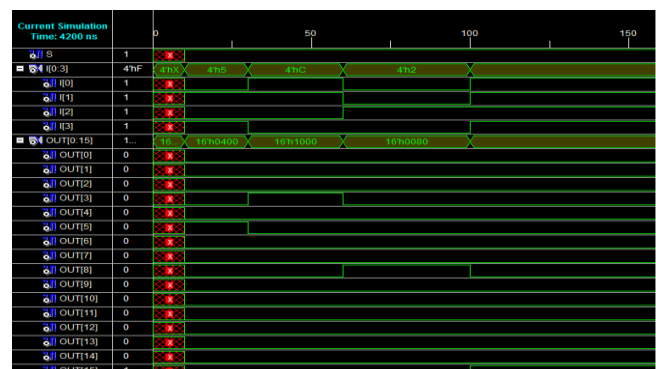 Current Simulation
Time: 4200 ns
0 50 100 150
S 1 X
I[0:3] 4'hF 4'hX 4'h5 4'hC 4'h2
I[0] 1 X
I[1] 1 X
I[2] 1 X
I[3] 1 X
OUT[0:15] 1... 16... 16'h0400 16'h1000 16'h0080
OUT[0] 0 X
OUT[1] 0 X
OUT[2] 0 X
OUT[3] 0 X
OUT[4] 0 X
OUT[5] 0 X
OUT[6] 0 X
OUT[7] 0 X
OUT[8] 0 X
OUT[9] 0 X
OUT[10] 0 X
OUT[11] 0 X
OUT[12] 0 X
OUT[13] 0 X
OUT[14] 0 X